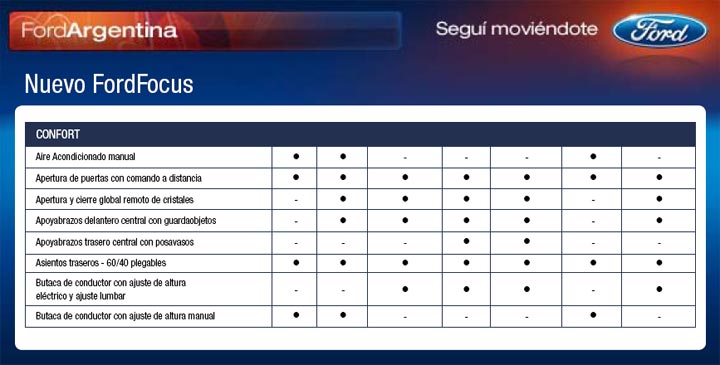 FordArgentina
Seguí moviéndote
Ford
Nuevo FordFocus
CONFORT
Aire Acondicionado manual ● ● - - - ● -
Apertura de puertas con comando a distancia ● ● ● ● ● ● ●
Apertura y cierre global remoto de cristales - ● ● ● ● - ●
Apoyabrazos delantero central con guardaobjetos - ● ● ● ● - ●
Apoyabrazos trasero central con posavasos - - - ● ● - -
Asientos traseros - 60/40 plegables ● ● ● ● ● ● ●
Butaca de conductor con ajuste de altura
eléctrico y ajuste lumbar - - ● ● ● - ●
Butaca de conductor con ajuste de altura manual ● ● - - - ● -